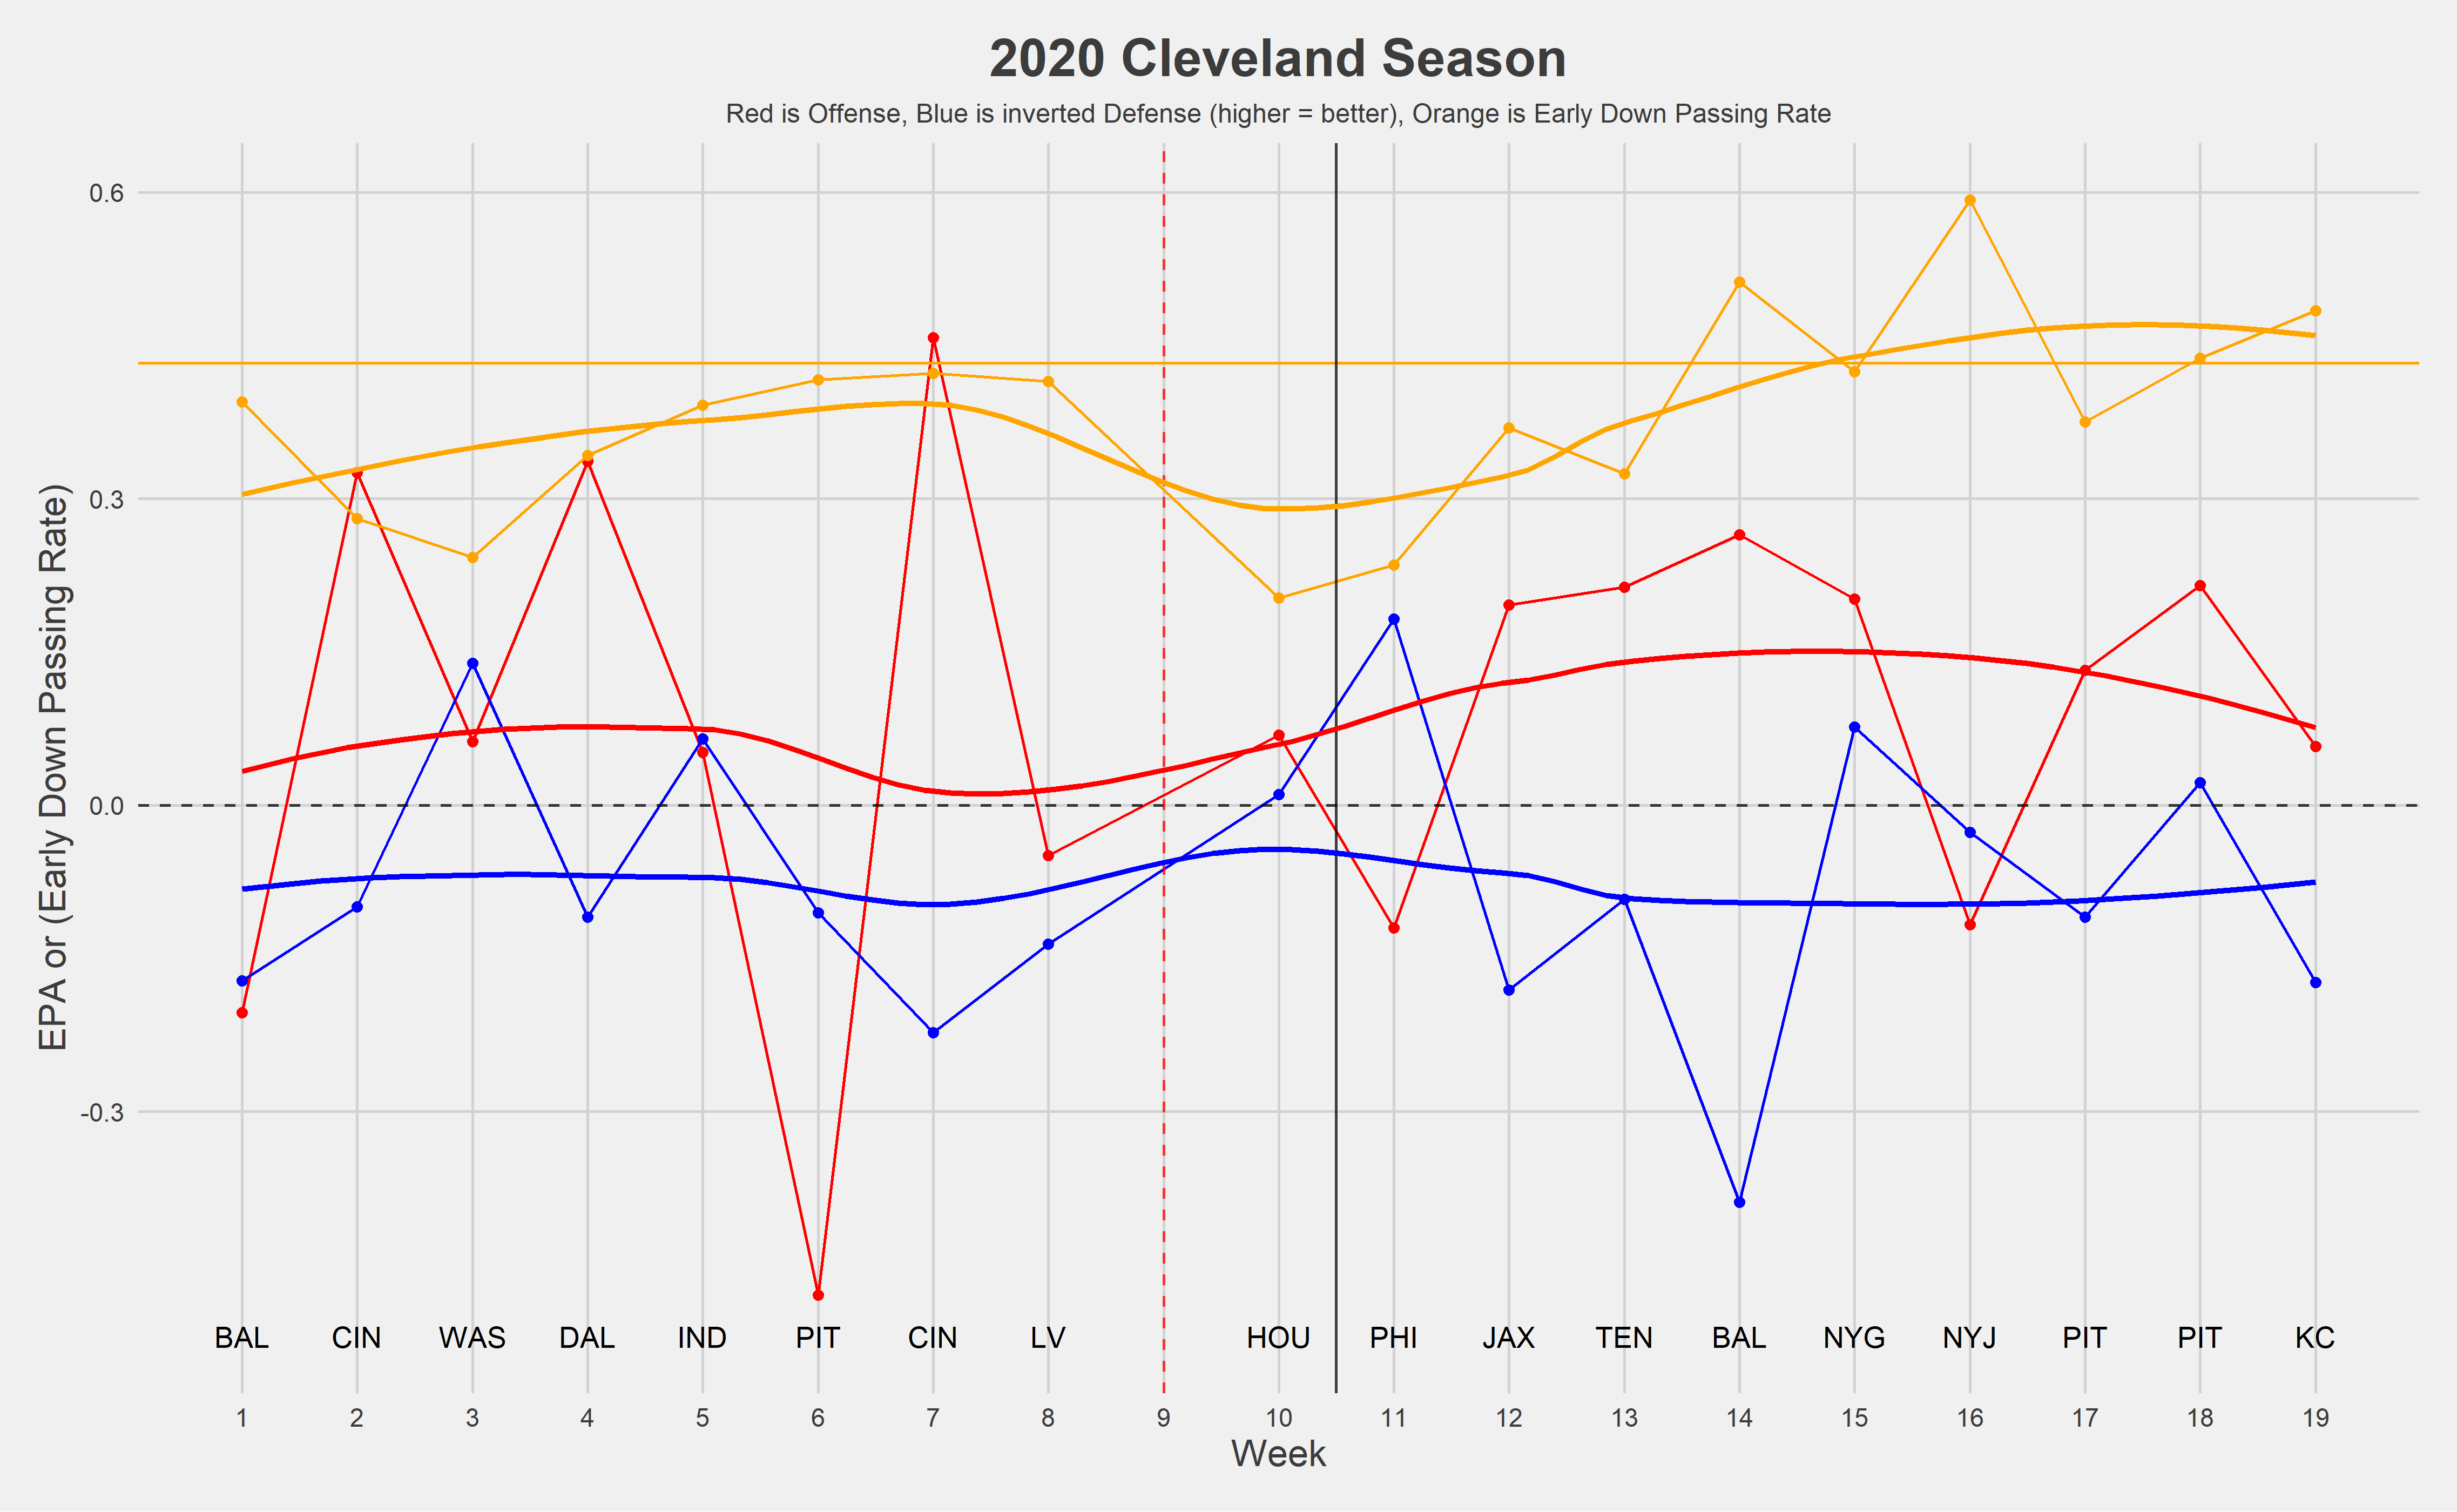 2020 Cleveland Season
Red is Offense, Blue is inverted Defense (higher = better), Orange is Early Down Passing Rate
EPA or (Early Down Passing Rate)
0.6
0.3
0.0
-0.3
BAL CIN WAS DAL IND PIT CIN LV HOU PHI JAX TEN BAL NYG NYJ PIT PIT KC
1 2 3 4 5 6 7 8 9 10 11 12 13 14 15 16 17 18 19
Week